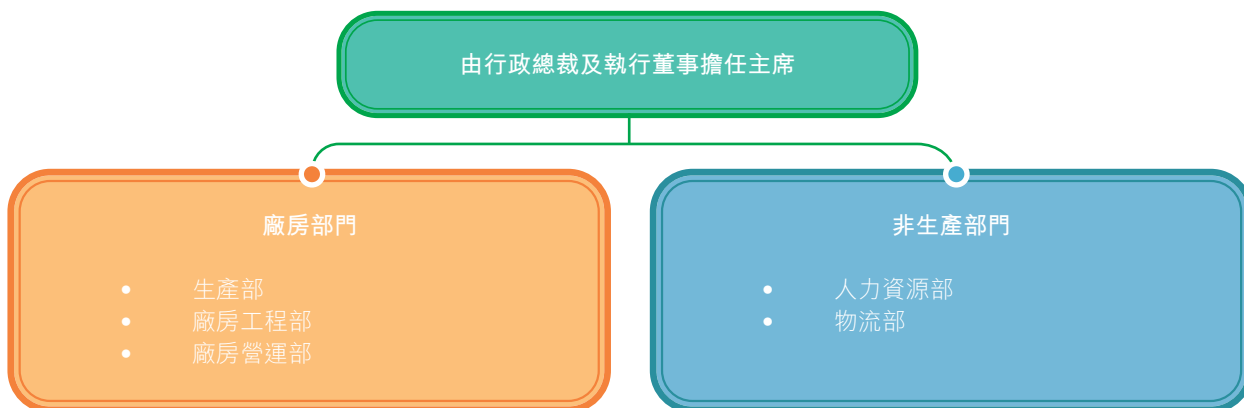 由行政總裁及執行董事擔任主席
廠房部門
• 生產部
• 廠房工程部
• 廠房營運部
非生產部門
• 人力資源部
• 物流部